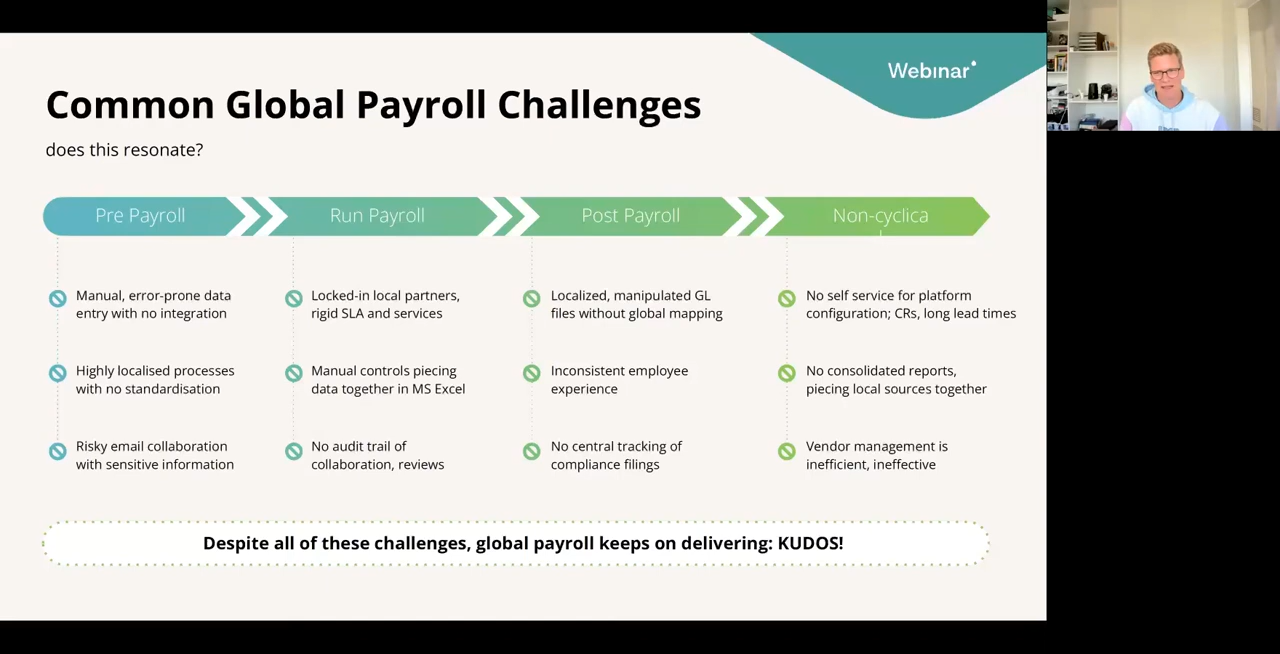 Webinar
Common Global Payroll Challenges
does this resonate?
Pre Payroll
Run Payroll
Post Payroll
Non-cyclica
l
Manual, error-prone data
entry with no integration
Highly localised processes
with no standardisation
Risky email collaboration
with sensitive information
Locked-in local partners,
rigid SLA and services
Manual controls piecing
data together in MS Excel
No audit trail of
collaboration, reviews
Localized, manipulated GL
files without global mapping
Inconsistent employee
experience
No central tracking of
compliance filings
No self service for platform
configuration; CRs, long lead times
No consolidated reports,
piecing local sources together
Vendor management is
inefficient, ineffective
Despite all of these challenges, global payroll keeps on delivering: KUDOS!